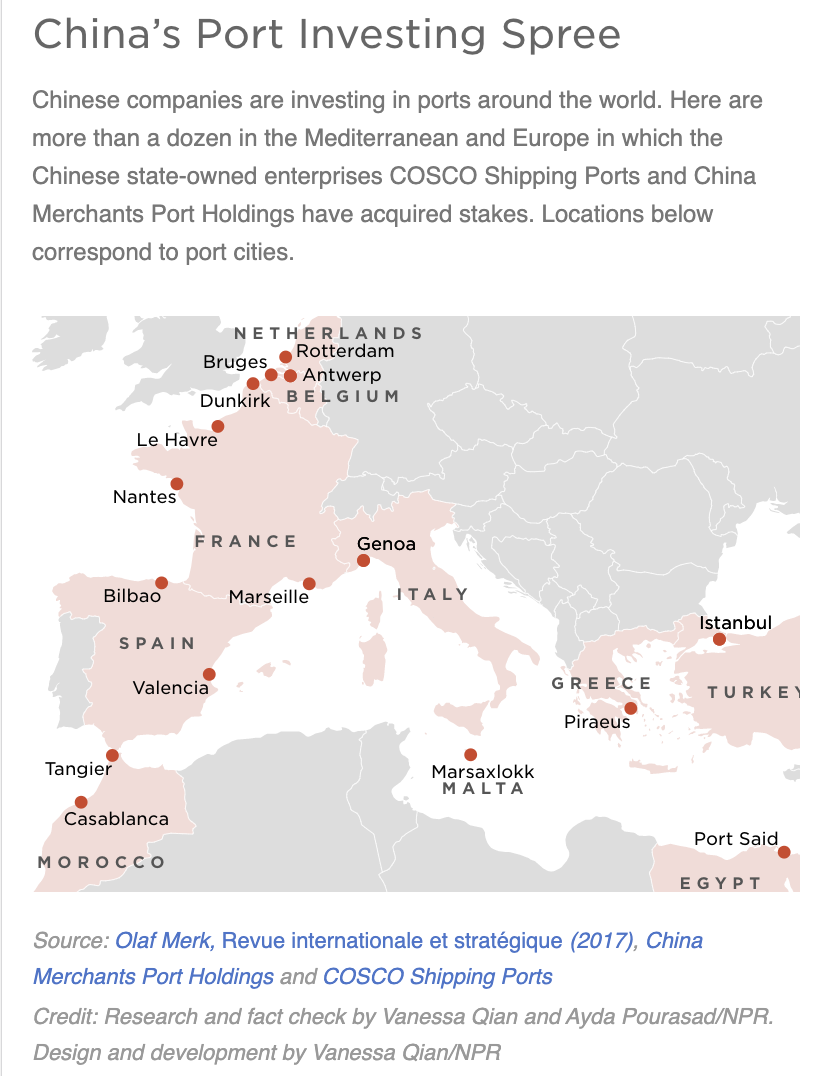 China’s Port Investing Spree
Chinese companies are investing in ports around the world. Here are
more than a dozen in the Mediterranean and Europe in which the
Chinese state-owned enterprises COSCO Shipping Ports and China
Merchants Port Holdings have acquired stakes. Locations below
correspond to port cities.
NETHERLANDS
Rotterdam
Bruges
Antwerp
Dunkirk
BELGIUM
Le Havre
Nantes
FRANCE
Genoa
Bilbao
Marseille
ITALY
Istanbul
SPAIN
Valencia
GREECE
TURKEY
Piraeus
Tangier
Marsaxlokk
MALTA
Casablanca
Port Said
MOROCCO
EGYPT
Source: Olaf Merk, Revue internationale et stratégique (2017), China
Merchants Port Holdings and COSCO Shipping Ports
Credit: Research and fact check by Vanessa Qian and Ayda Pourasad/NPR.
Design and development by Vanessa Qian/NPR